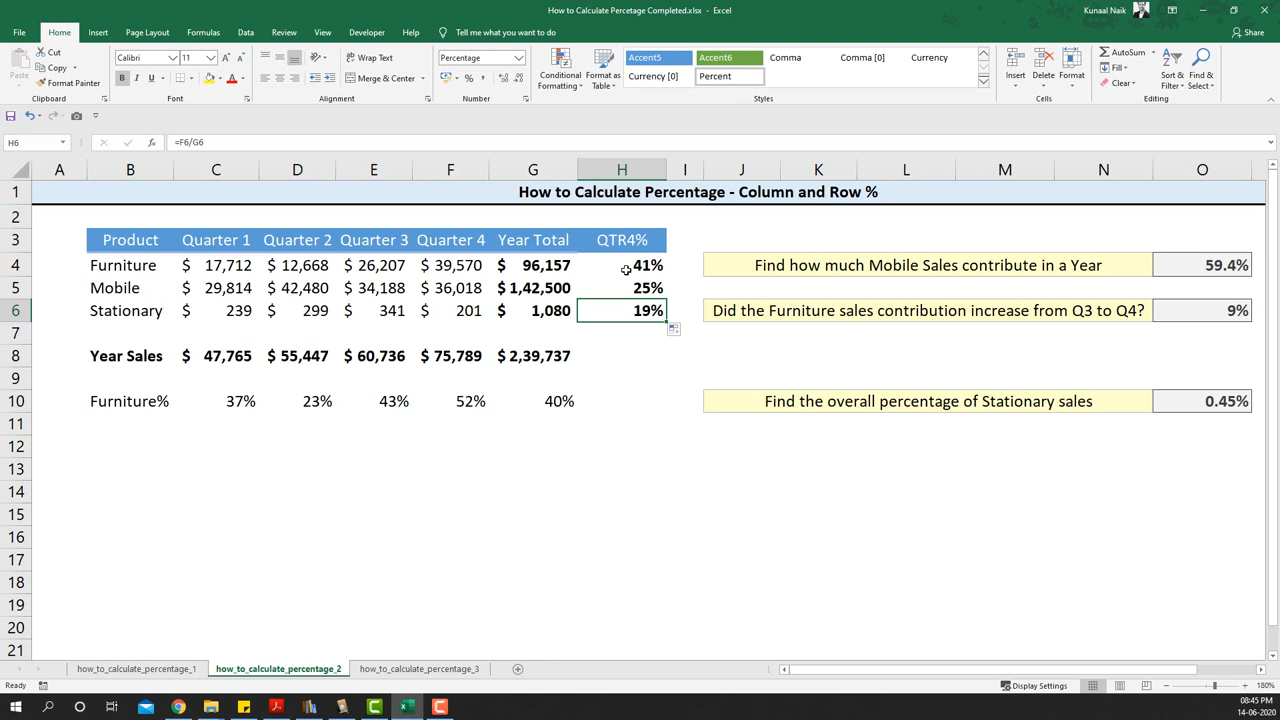 How to Calculate Percetage Completed.xlsx - Excel
Kunaal Naik
File Home Insert Page Layout Formulas Data Review View Developer Help Tell me what you want to do Share
Cut
Copy
Format Painter
Paste
Clipboard
Calibri 11
B I U
Font
Wrap Text
Merge & Center
Alignment
Percentage
Number
Conditional Formatting
Format as Table
Accent5 Accent6 Comma Comma [0] Currency
Currency [0] Percent
Styles
Insert Delete Format
Cells
AutoSum
Fill
Clear
Sort & Filter
Find & Select
Editing
H6 fx =F6/G6
A B C D E F G H I J K L M N O
1 How to Calculate Percentage - Column and Row %
2
3 Product Quarter 1 Quarter 2 Quarter 3 Quarter 4 Year Total QTR4%
4 Furniture $ 17,712 $ 12,668 $ 26,207 $ 39,570 $ 96,157 41% Find how much Mobile Sales contribute in a Year 59.4%
5 Mobile $ 29,814 $ 42,480 $ 34,188 $ 36,018 $ 1,42,500 25%
6 Stationary $ 239 $ 299 $ 341 $ 201 $ 1,080 19% Did the Furniture sales contribution increase from Q3 to Q4? 9%
7
8 Year Sales $ 47,765 $ 55,447 $ 60,736 $ 75,789 $ 2,39,737
9
10 Furniture% 37% 23% 43% 52% 40% Find the overall percentage of Stationary sales 0.45%
11
12
13
14
15
16
17
18
19
20
21
how_to_calculate_percentage_1 how_to_calculate_percentage_2 how_to_calculate_percentage_3
Ready Display Settings 180%
08:45 PM
14-06-2020